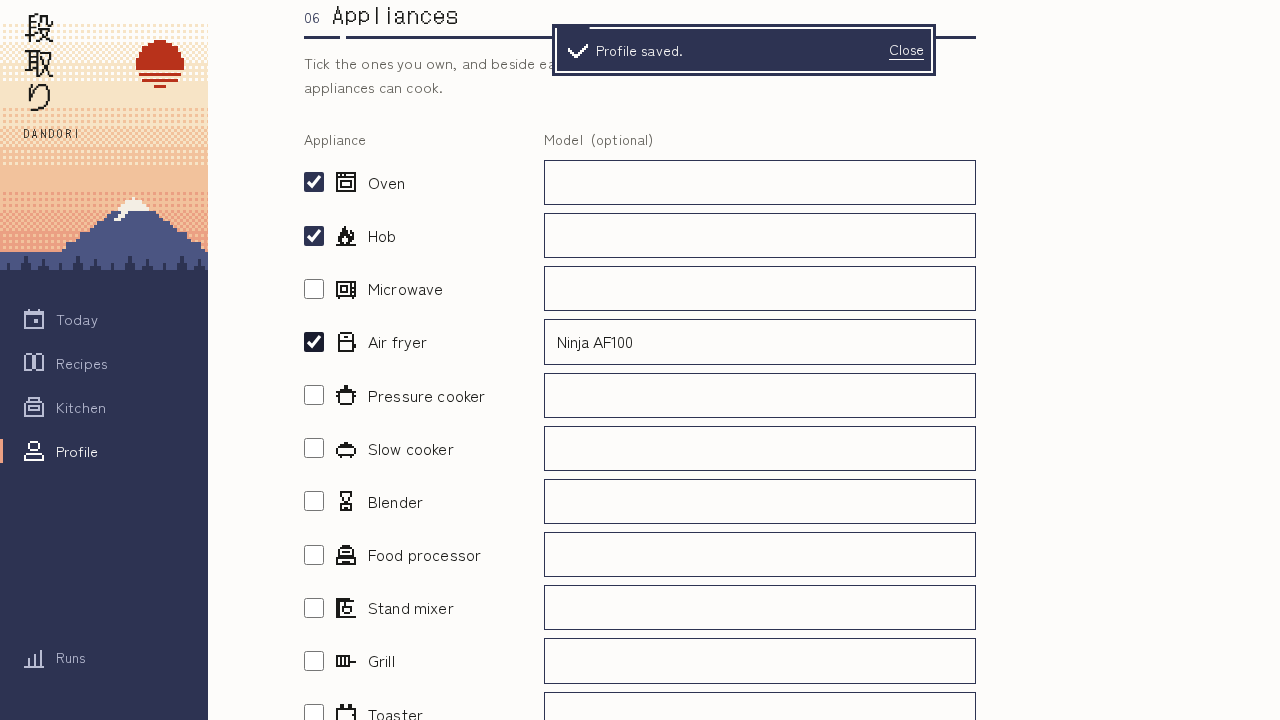 段取り
DANDORI
Today
Recipes
Kitchen
Profile
Runs
06 Appliances
Profile saved.
Close
Tick the ones you own, and beside
appliances can cook.
Appliance
Model (optional)
Oven
Hob
Microwave
Air fryer
Ninja AF100
Pressure cooker
Slow cooker
Blender
Food processor
Stand mixer
Grill
Toaster